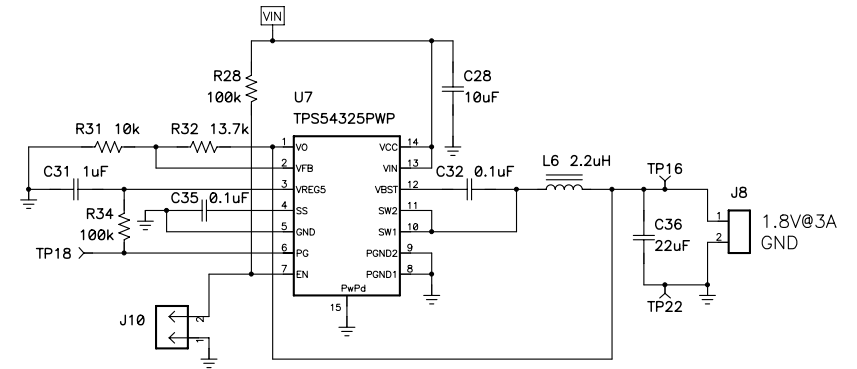 VIN
R28
100k
C28
10uF
U7
TPS54325PWP
R31 10k
R32 13.7k
1 VO
VCC 14
2 VFB
VIN 13
C31 1uF
3 VREG5
VBST 12
C32 0.1uF
L6 2.2uH
TP16
J8
C35 0.1uF
4 SS
SW2 11
R34
100k
5 GND
SW1 10
C36
22uF
1
2
1.8V@3A
GND
TP18
6 PG
PGND2 9
7 EN
PGND1 8
PwPd
15
TP22
J10
2
1